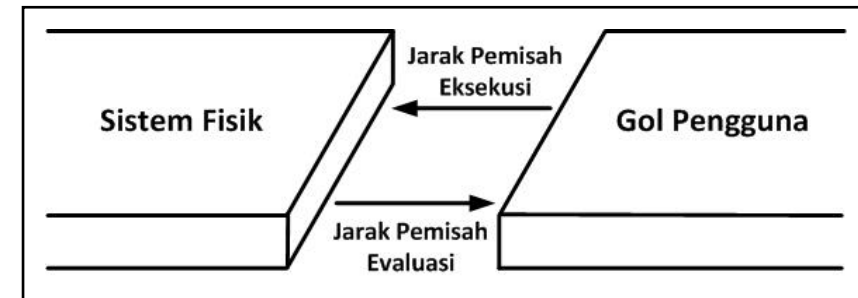 Jarak Pemisah
Eksekusi
Sistem Fisik
Gol Pengguna
Jarak Pemisah
Evaluasi